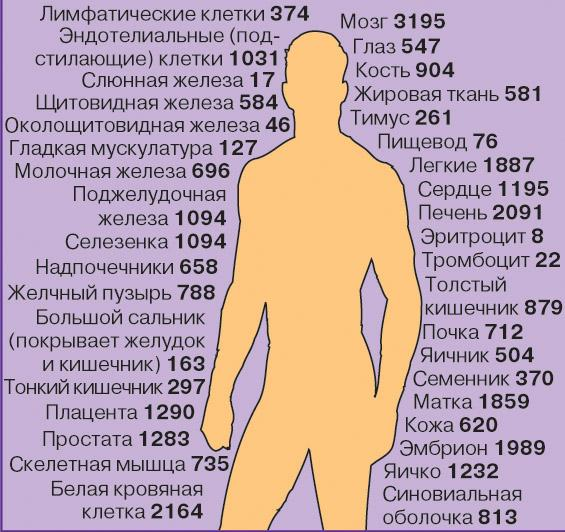 Лимфатические клетки 374
Эндотелиальные (под-
стилающие) клетки 1031
Слюнная железа 17
Щитовидная железа 584
Околощитовидная железа 46
Гладкая мускулатура 127
Молочная железа 696
Поджелудочная
железа 1094
Селезенка 1094
Надпочечники 658
Желчный пузырь 788
Большой сальник
(покрывает желудок
и кишечник) 163
Тонкий кишечник 297
Плацента 1290
Простата 1283
Скелетная мышца 735
Белая кровяная
клетка 2164
Мозг 3195
Глаз 547
Кость 904
Жировая ткань 581
Тимус 261
Пищевод 76
Легкие 1887
Сердце 1195
Печень 2091
Эритроцит 8
Тромбоцит 22
Толстый
кишечник 879
Почка 712
Яичник 504
Семенник 370
Матка 1859
Кожа 620
Эмбрион 1989
Яичко 1232
Синовиальная
оболочка 813